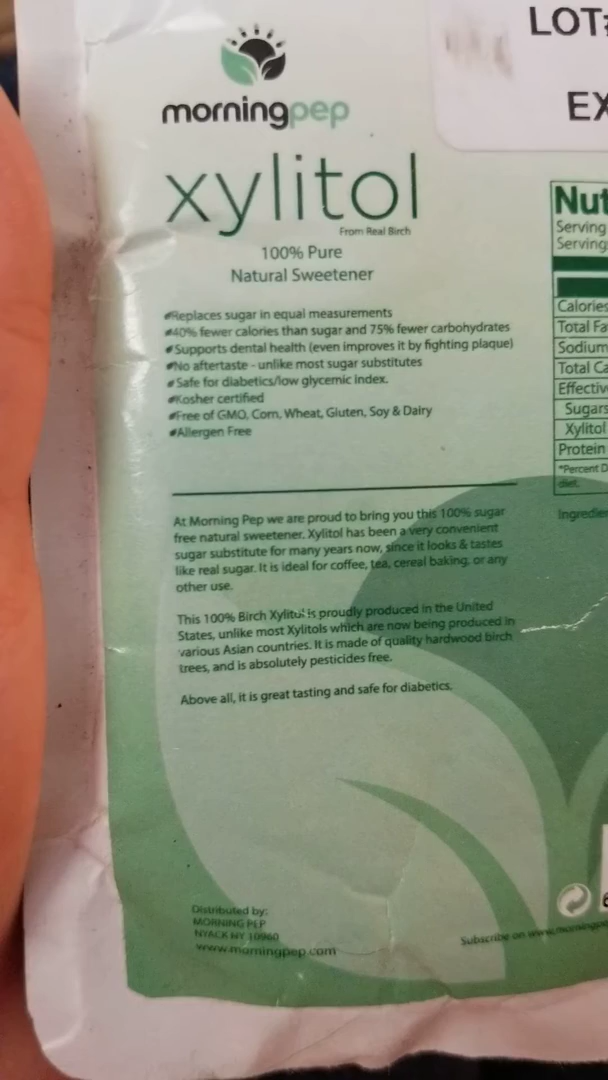 LOT#
EX
morningpep
xylitol
From Real Birch
100% Pure
Natural Sweetener
Replaces sugar in equal measurements
40% fewer calories than sugar and 75% fewer carbohydrates
Supports dental health (even improves it by fighting plaque)
No aftertaste - unlike most sugar substitutes
Safe for diabetics/low glycemic index.
Kosher certified
Free of GMO, Corn, Wheat, Gluten, Soy & Dairy
Allergen Free
At Morning Pep we are proud to bring you this 100% sugar
free natural sweetener. Xylitol has been a very convenient
sugar substitute for many years now, since it looks & tastes
like real sugar. It is ideal for coffee, tea, cereal baking, or any
other use.
This 100% Birch Xylitol is proudly produced in the United
States, unlike most Xylitols which are now being produced in
various Asian countries. It is made of quality hardwood birch
trees, and is absolutely pesticides free.
Above all, it is great tasting and safe for diabetics.
Distributed by:
MORNING PEP
NYACK NY 10960
www.morningpep.com
Nut
Serving
Serving
Calories
Total Fa
Sodium
Total Ca
Effectiv
Sugars
Xylitol
Protein
*Percent D
diet.
Ingredie
Subscribe on www.morningpe